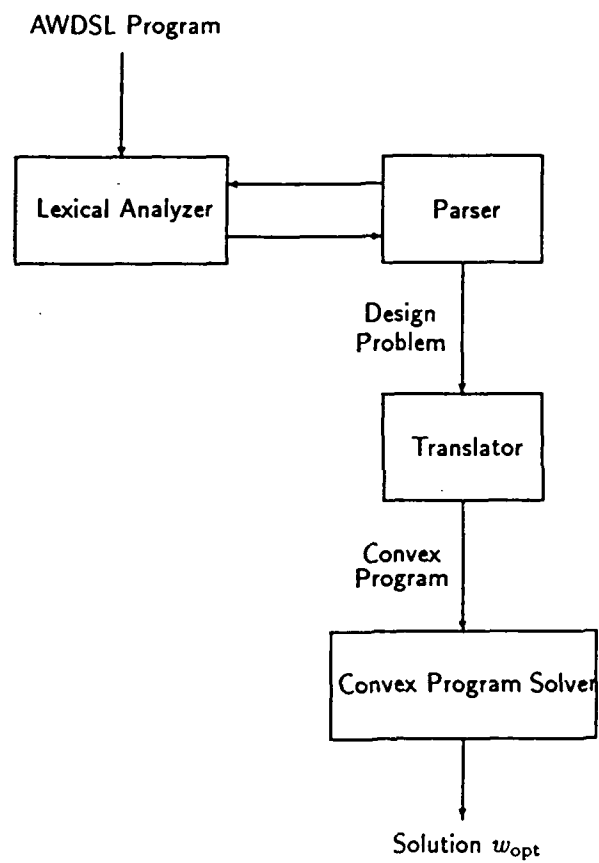 AWDSL Program
Lexical Analyzer
Parser
Design
Problem
Translator
Convex
Program
Convex Program Solver
Solution w_opt